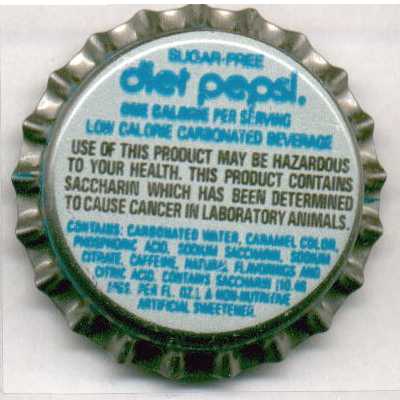 SUGAR-FREE
diet pepsi.
ONE CALORIE PER SERVING
LOW CALORIE CARBONATED BEVERAGE
USE OF THIS PRODUCT MAY BE HAZARDOUS
TO YOUR HEALTH. THIS PRODUCT CONTAINS
SACCHARIN WHICH HAS BEEN DETERMINED
TO CAUSE CANCER IN LABORATORY ANIMALS.
CONTAINS: CARBONATED WATER, CARAMEL COLOR,
PHOSPHORIC ACID, SODIUM SACCHARIN, SODIUM
CITRATE, CAFFEINE, NATURAL FLAVORINGS AND
CITRIC ACID. CONTAINS SACCHARIN
PER FL. OZ.), A NON-NUTRITIVE
ARTIFICIAL SWEETENER.